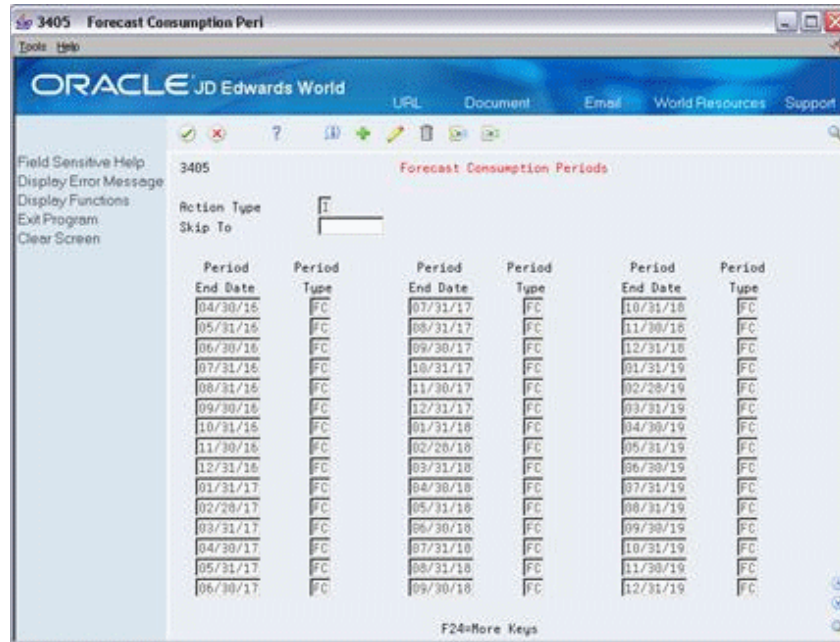 3405 Forecast Consumption Peri
Tools Help
ORACLE JD Edwards World
URL Document Email World Resources Support
Field Sensitive Help
Display Error Message
Display Functions
Exit Program
Clear Screen
3405 Forecast Consumption Periods
Action Type I
Skip To
Period Period Period Period Period Period
End Date Type End Date Type End Date Type
04/30/16 FC 07/31/17 FC 10/31/18 FC
05/31/16 FC 08/31/17 FC 11/30/18 FC
06/30/16 FC 09/30/17 FC 12/31/18 FC
07/31/16 FC 10/31/17 FC 01/31/19 FC
08/31/16 FC 11/30/17 FC 02/28/19 FC
09/30/16 FC 12/31/17 FC 03/31/19 FC
10/31/16 FC 01/31/18 FC 04/30/19 FC
11/30/16 FC 02/28/18 FC 05/31/19 FC
12/31/16 FC 03/31/18 FC 06/30/19 FC
01/31/17 FC 04/30/18 FC 07/31/19 FC
02/28/17 FC 05/31/18 FC 08/31/19 FC
03/31/17 FC 06/30/18 FC 09/30/19 FC
04/30/17 FC 07/31/18 FC 10/31/19 FC
05/31/17 FC 08/31/18 FC 11/30/19 FC
06/30/17 FC 09/30/18 FC 12/31/19 FC
F24=More Keys